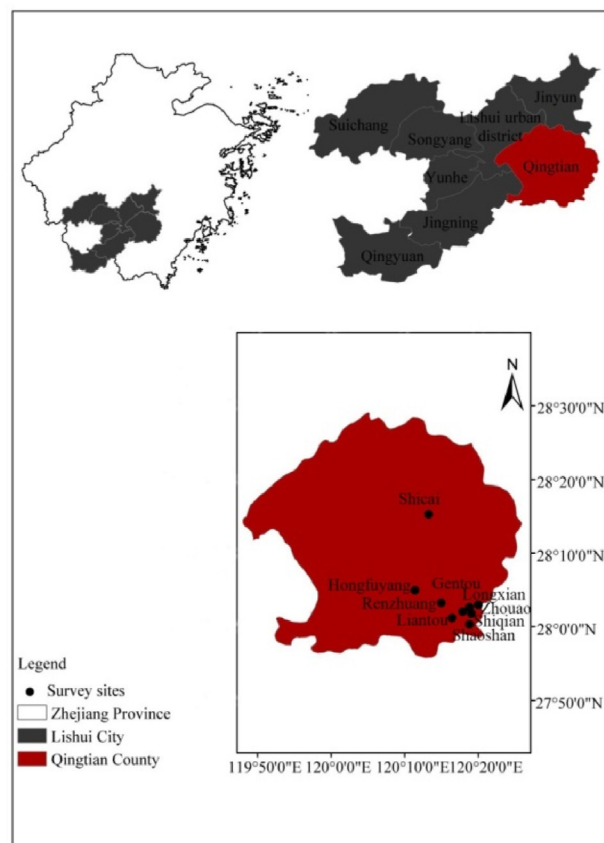 Jinyun
Lishui urban
district
Suichang
Songyang
Qingtian
Yunhe
Jingning
Qingyuan
N
28°30'0"N
28°20'0"N
Shicai
28°10'0"N
Hongfuyang
Gentou
Longxian
Renzhuang
Zhouao
Liantou
Shiqian
28°0'0"N
Shaoshan
27°50'0"N
119°50'0"E 120°0'0"E 120°10'0"E 120°20'0"E
Legend
Survey sites
Zhejiang Province
Lishui City
Qingtian County